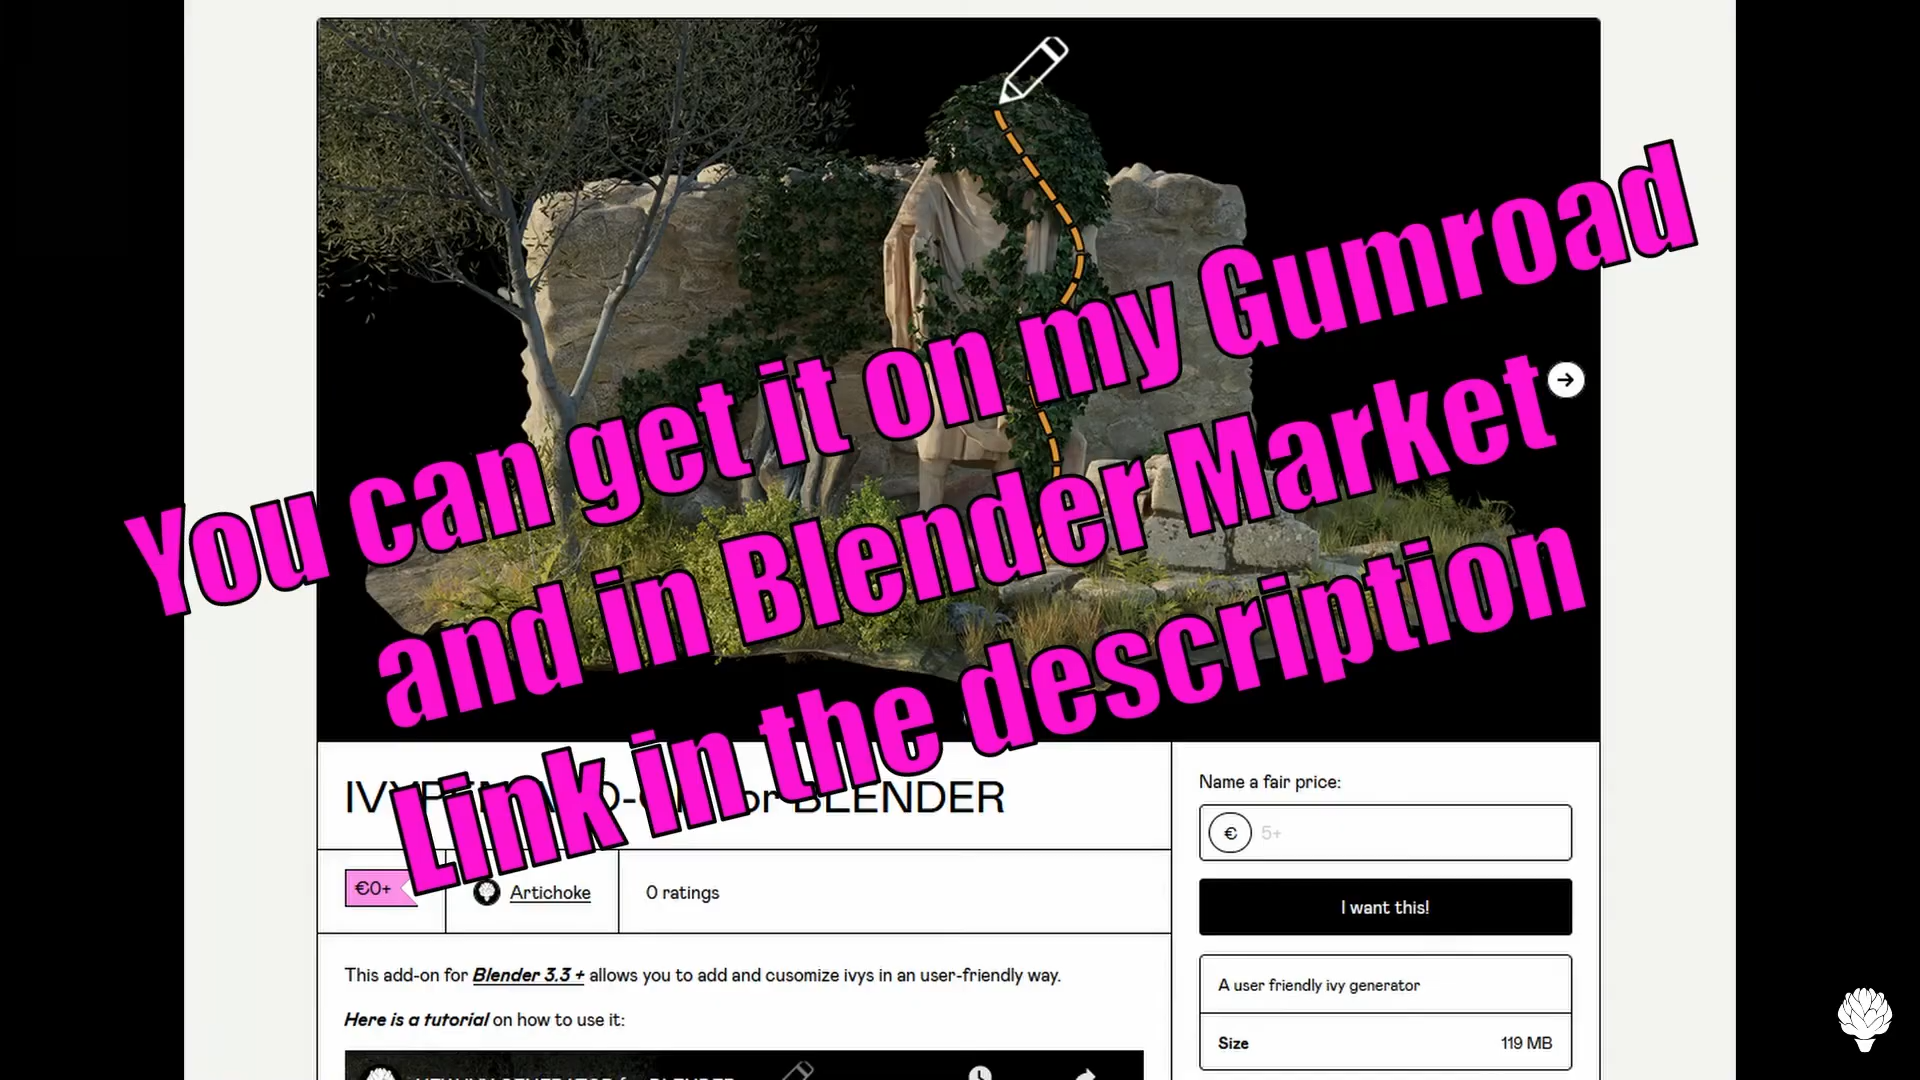 You can get it on my Gumroad
and in Blender Market
Link in the description
BLENDER
Name a fair price:
€ 5+
€0+
Artichoke
0 ratings
I want this!
This add-on for Blender 3.3 + allows you to add and cusomize ivys in an user-friendly way.
Here is a tutorial on how to use it:
A user friendly ivy generator
Size 119 MB